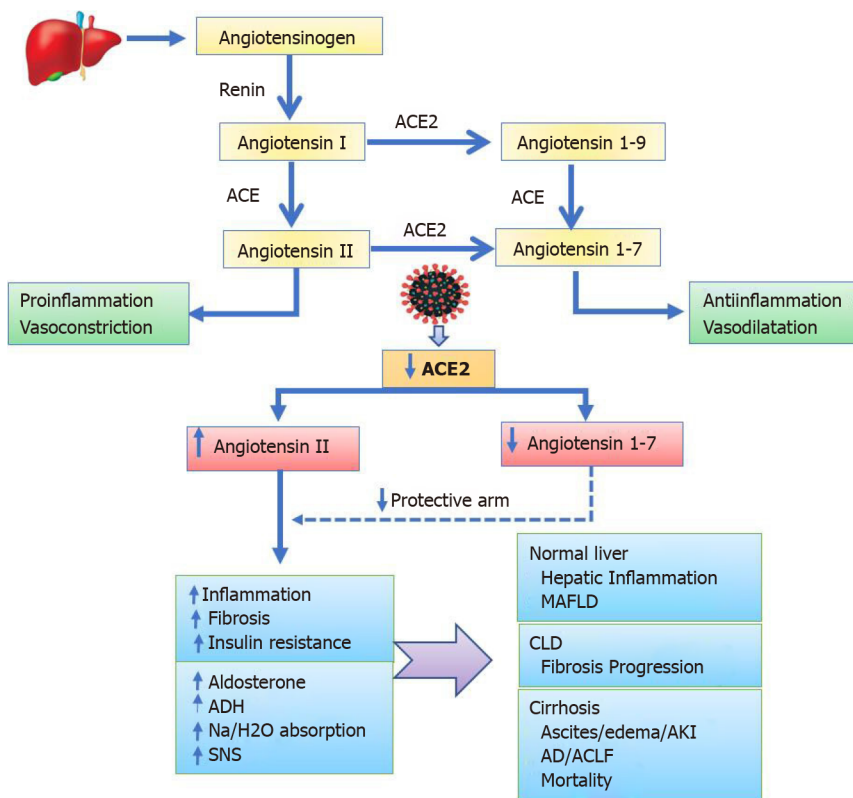 Angiotensinogen
Renin
Angiotensin I
ACE2
Angiotensin 1-9
ACE
ACE
Angiotensin II
ACE2
Angiotensin 1-7
Proinflammation
Vasoconstriction
Antiinflammation
Vasodilatation
ACE2
Angiotensin II
Angiotensin 1-7
Protective arm
Inflammation
Fibrosis
Insulin resistance
Aldosterone
ADH
Na/H2O absorption
SNS
Normal liver
Hepatic Inflammation
MAFLD
CLD
Fibrosis Progression
Cirrhosis
Ascites/edema/AKI
AD/ACLF
Mortality